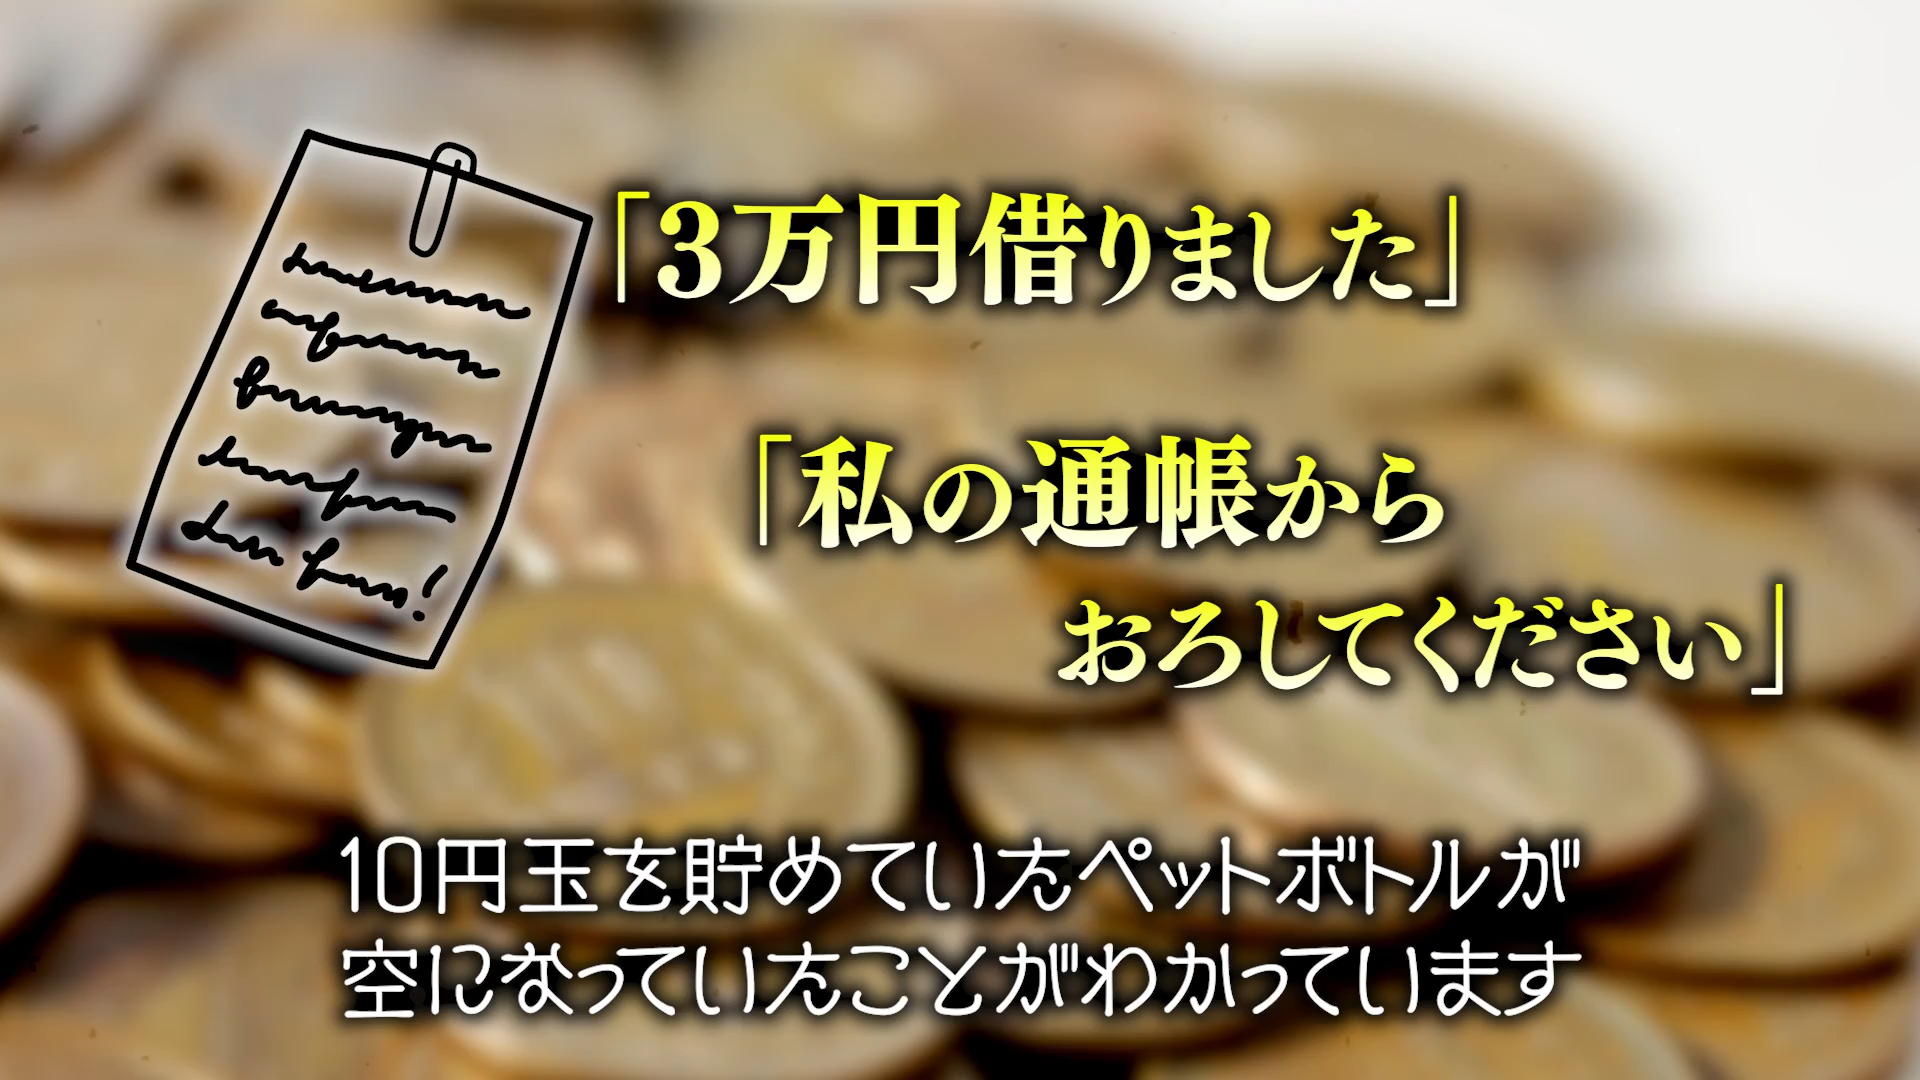 「3万円借りました」
「私の通帳から
おろしてください」
10円玉を貯めていたペットボトルが
空になっていたことがわかっています